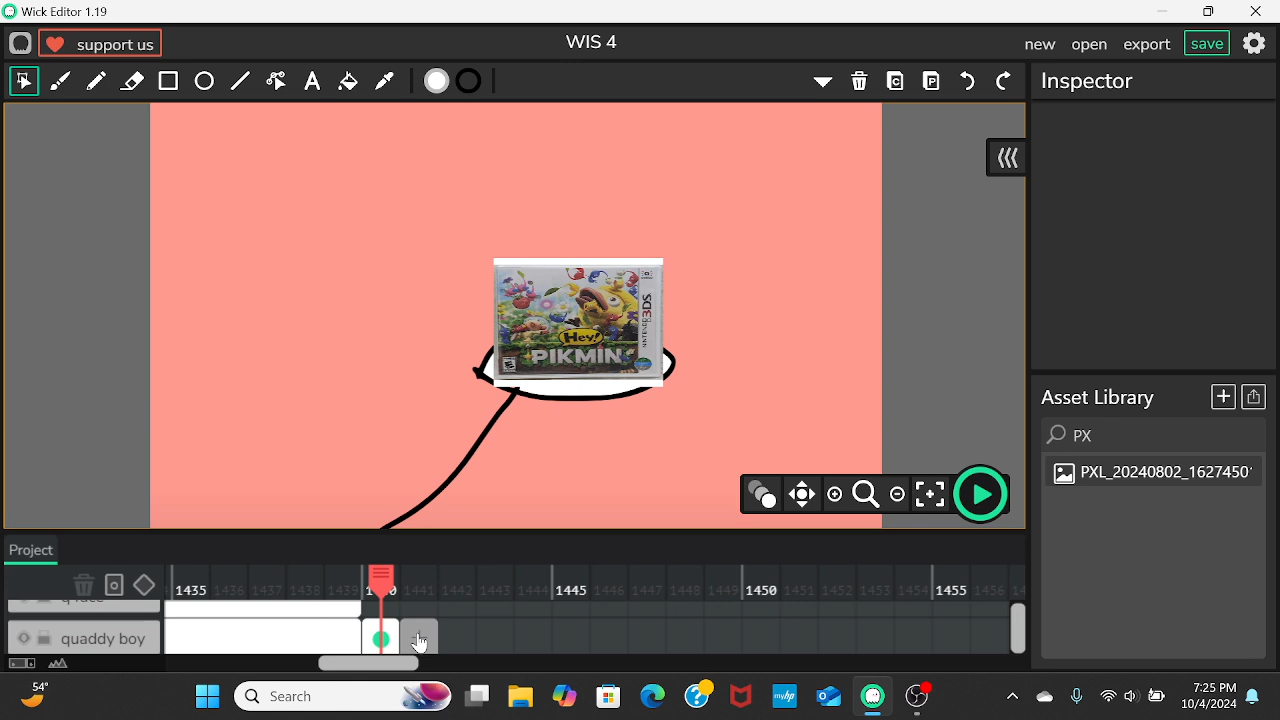 Wick Editor 1.19
support us
WIS 4
new open export save
Inspector
Hey!
PIKMIN
NINTENDO 3DS
Asset Library
PX
PXL_20240802_1627450
Project
1435 1436 1437 1438 1439 1441 1442 1443 1444 1445 1446 1447 1448 1449 1450 1451 1452 1453 1454 1455 1456
quaddy boy
54°
Search
7:25 PM
10/4/2024